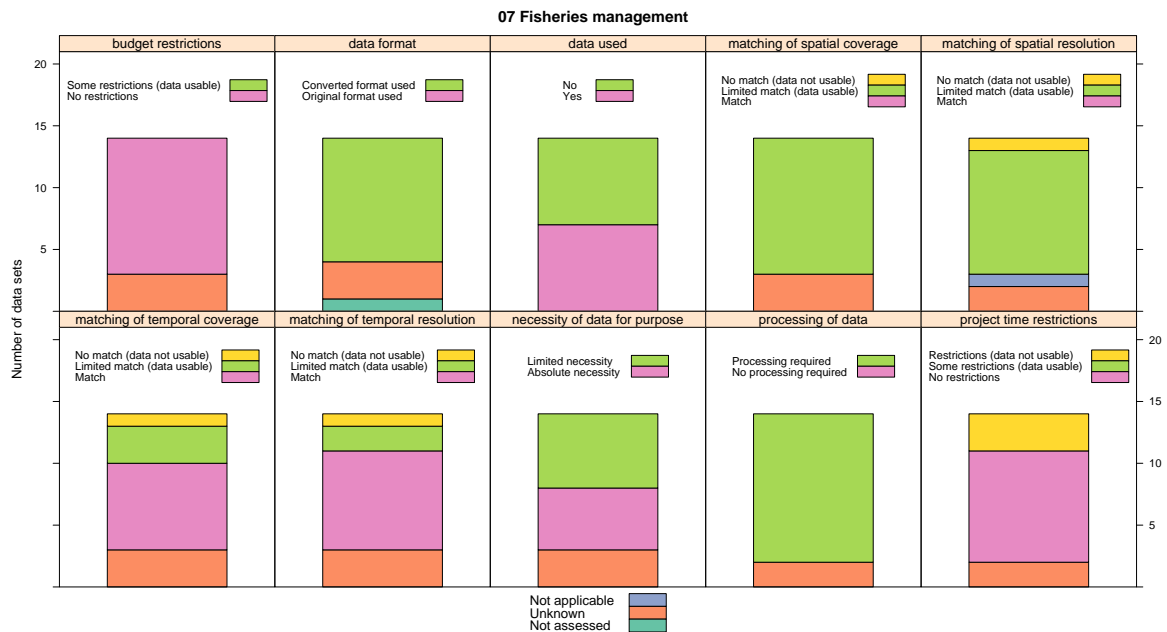 07 Fisheries management
budget restrictions
data format
data used
matching of spatial coverage
matching of spatial resolution
20
15
10
5
Number of data sets
Some restrictions (data usable)
No restrictions
Converted format used
Original format used
No
Yes
No match (data not usable)
Limited match (data usable)
Match
No match (data not usable)
Limited match (data usable)
Match
matching of temporal coverage
matching of temporal resolution
necessity of data for purpose
processing of data
project time restrictions
No match (data not usable)
Limited match (data usable)
Match
No match (data not usable)
Limited match (data usable)
Match
Limited necessity
Absolute necessity
Processing required
No processing required
Restrictions (data not usable)
Some restrictions (data usable)
No restrictions
20
15
10
5
Not applicable
Unknown
Not assessed